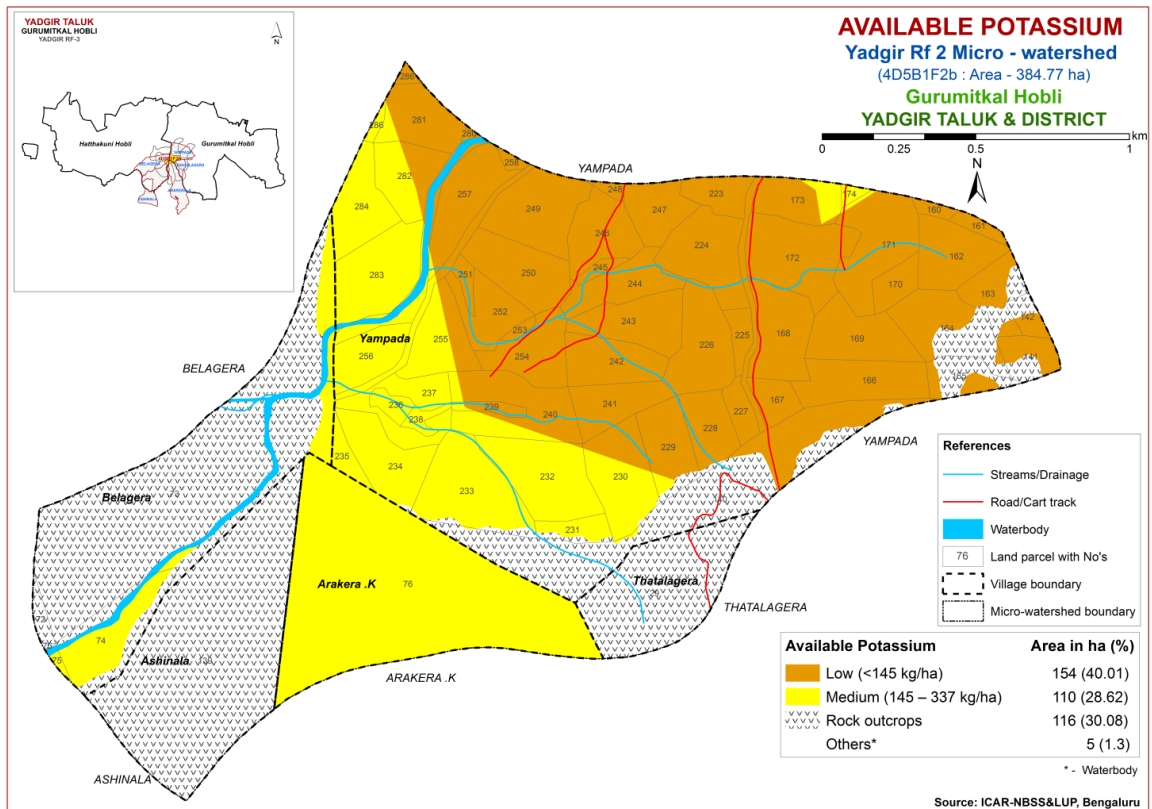 YADGIR TALUK
GURUMITKAL HOBLI
YADGIR RF-3
N
Hatthakuni Hobli
Gurumitkal Hobli
AVAILABLE POTASSIUM
Yadgir Rf 2 Micro - watershed
(4D5B1F2b : Area - 384.77 ha)
Gurumitkal Hobli
YADGIR TALUK & DISTRICT
km
0 0.25 0.5 1
N
286
281
286
280
258
YAMPADA
282
257
248
223
173
174
284
249
247
160
161
246
224
171
162
283
251
250
245
172
244
170
163
252
253
243
225
168
164
142
Yampada
255
256
254
242
226
169
141
BELAGERA
166
165
237
236
239
241
227
167
238
240
228
YAMPADA
235
234
229
233
232
230
Belagera
73
140
231
Arakera .K
76
Thatalagera
79
THATALAGERA
72
74
75
Ashinala
139
ARAKERA .K
ASHINALA
References
Streams/Drainage
Road/Cart track
Waterbody
76 Land parcel with No's
Village boundary
Micro-watershed boundary
Available Potassium Area in ha (%)
Low (<145 kg/ha) 154 (40.01)
Medium (145 – 337 kg/ha) 110 (28.62)
Rock outcrops 116 (30.08)
Others* 5 (1.3)
* - Waterbody
Source: ICAR-NBSS&LUP, Bengaluru